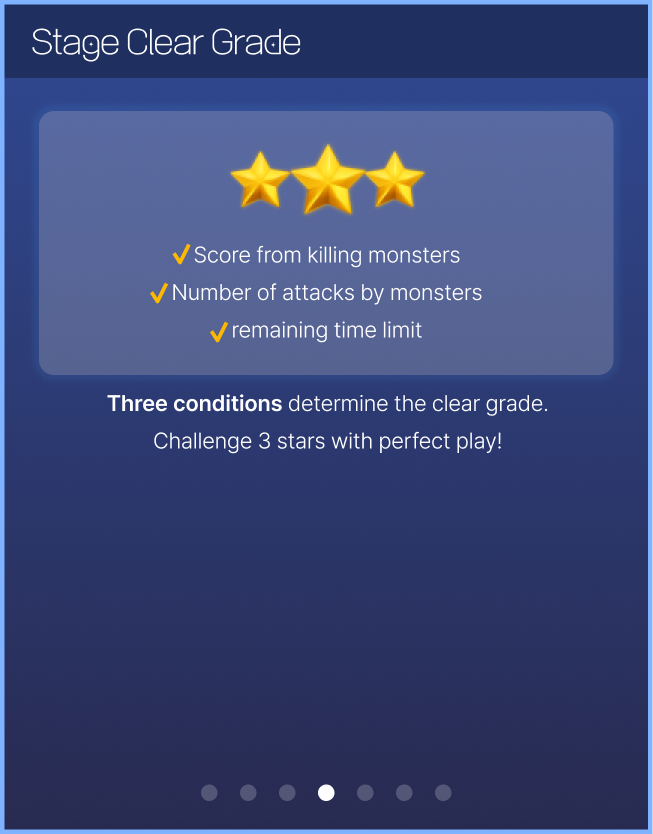 Stage Clear Grade
Score from killing monsters
Number of attacks by monsters
remaining time limit
Three conditions determine the clear grade.
Challenge 3 stars with perfect play!